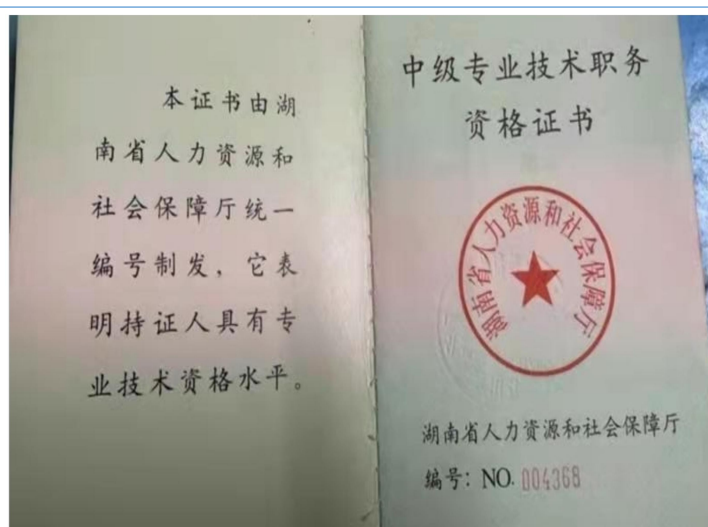 本证书由湖
南省人力资源和
社会保障厅统一
编号制发，它表
明持证人具有专
业技术资格水平。
中级专业技术职务
资格证书
湖南省人力资源和社会保障厅
湖南省人力资源和社会保障厅
编号：NO. 004368